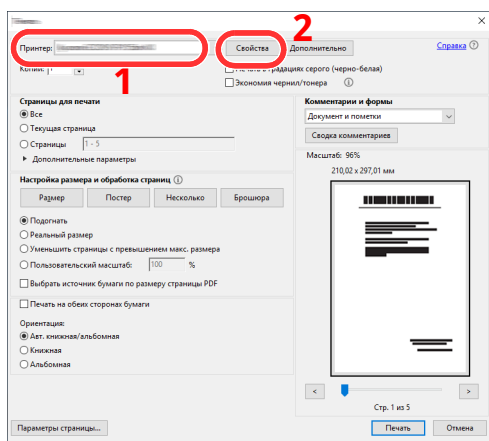 2
Принтер:
Свойства
Дополнительно
Справка
Копии: 1
Печать в градациях серого (черно-белая)
Экономия чернил/тонера
1
Страницы для печати
Все
Текущая страница
Страницы 1 - 5
Дополнительные параметры
Настройка размера и обработка страниц
Размер Постер Несколько Брошюра
Подогнать
Реальный размер
Уменьшить страницы с превышением макс. размера
Пользовательский масштаб: 100 %
Выбрать источник бумаги по размеру страницы PDF
Печать на обеих сторонах бумаги
Ориентация:
Авт. книжная/альбомная
Книжная
Альбомная
Комментарии и формы
Документ и пометки
Сводка комментариев
Масштаб: 96%
210,02 x 297,01 мм
< >
Стр. 1 из 5
Параметры страницы...
Печать
Отмена